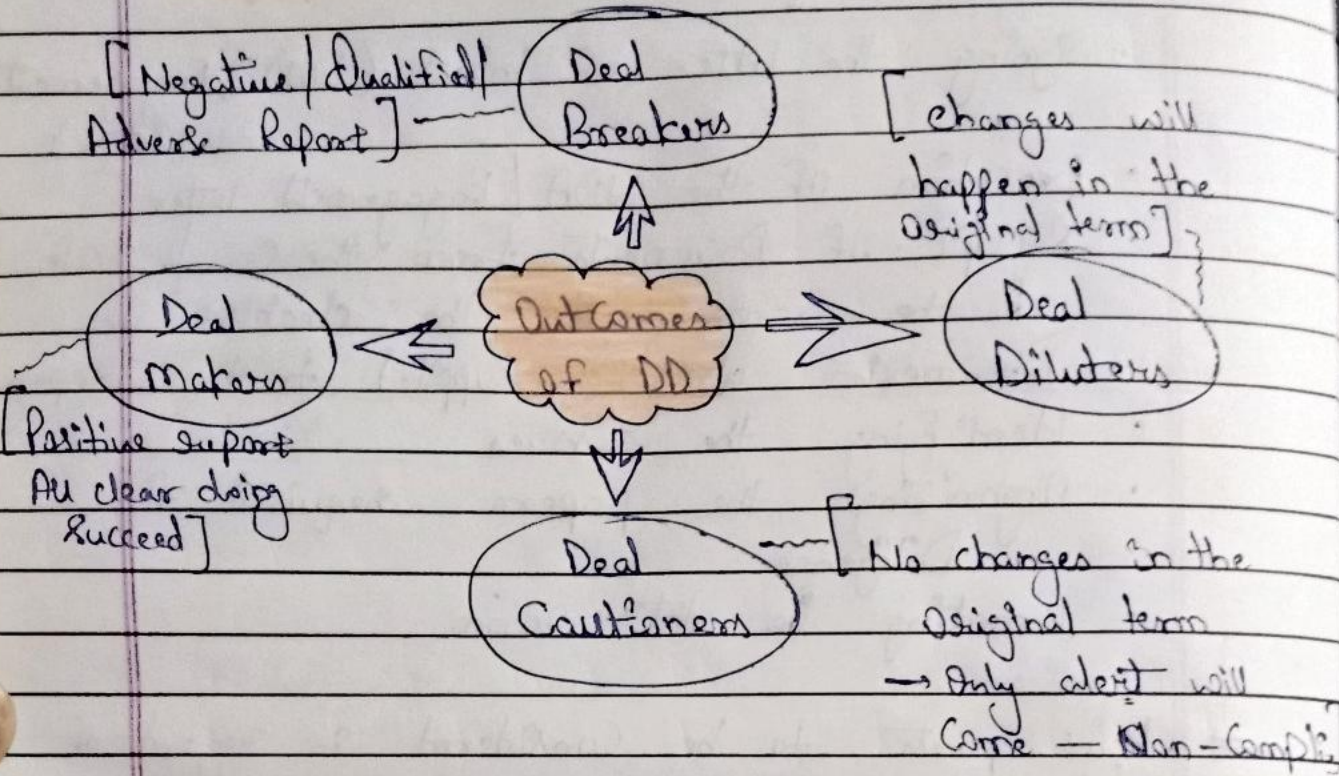 [Negative/Qualified/
Adverse Report]
Deal
Breakers
[changes will
happen in the
original term]
Deal
Makers
[Positive report
All clear doing
Succeed]
OutComes
of DD
Deal
Diluters
Deal
Cautioners
[No changes in the
Original term
→ Only alert will
Come — Non-Compli